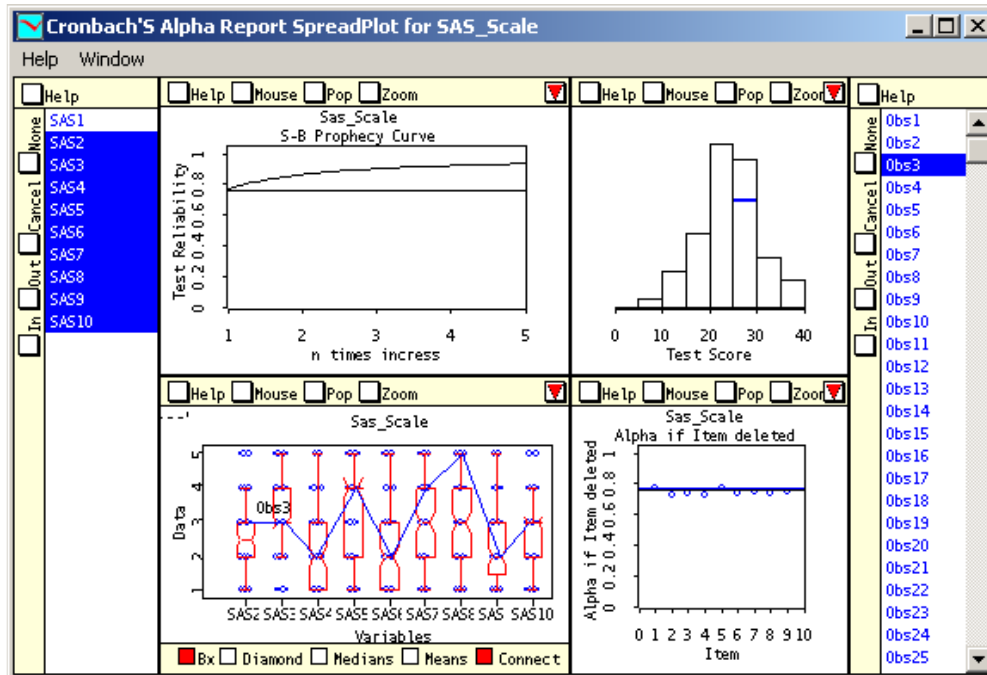 Cronbach'S Alpha Report SpreadPlot for SAS_Scale
Help Window
Help
None
Cancel
Out
In
SAS1
SAS2
SAS3
SAS4
SAS5
SAS6
SAS7
SAS8
SAS9
SAS10
Help Mouse Pop Zoom
Sas_Scale
S-B Prophecy Curve
Test Reliability
0 0.2 0.4 0.6 0.8 1
1 2 3 4 5
n times incress
Help Mouse Pop Zoom
0 10 20 30 40
Test Score
Help Mouse Pop Zoom
Sas_Scale
Data
5
4
3
2
1
Obs3
SAS2 SAS3 SAS4 SAS5 SAS6 SAS7 SAS8 SAS SAS10
Variables
Bx Diamond Medians Means Connect
Help Mouse Pop Zoom
Sas_Scale
Alpha if Item deleted
Alpha if Item deleted
0 0.2 0.4 0.6 0.8 1
0 1 2 3 4 5 6 7 8 9 10
Item
Help
None
Cancel
Out
In
Obs1
Obs2
Obs3
Obs4
Obs5
Obs6
Obs7
Obs8
Obs9
Obs10
Obs11
Obs12
Obs13
Obs14
Obs15
Obs16
Obs17
Obs18
Obs19
Obs20
Obs21
Obs22
Obs23
Obs24
Obs25